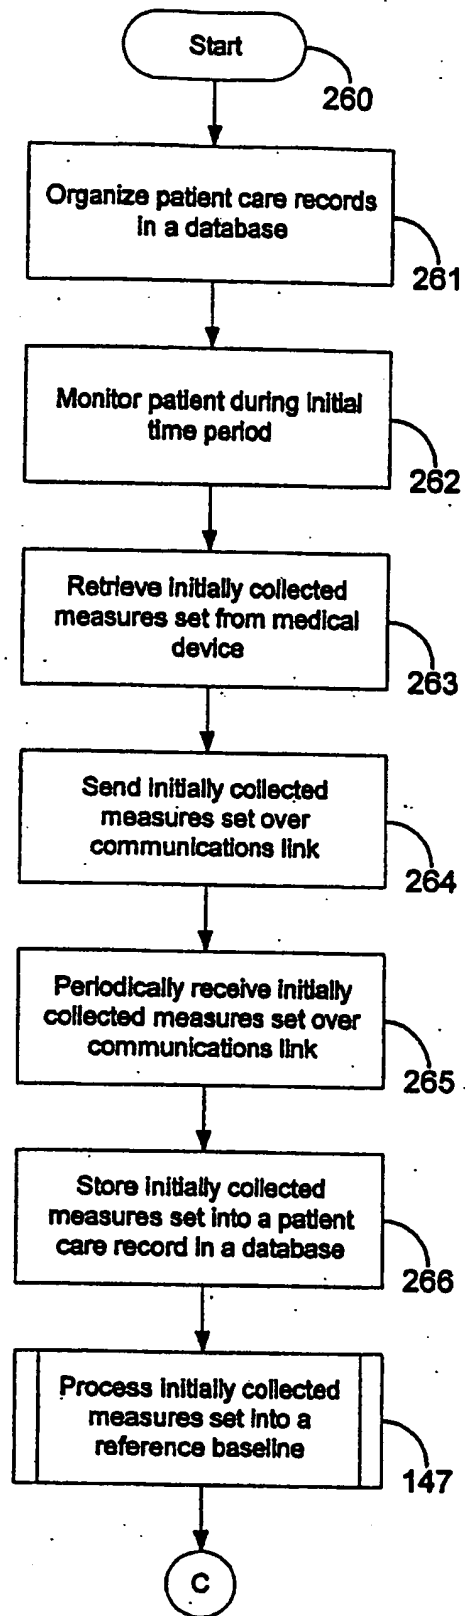 Start
260
Organize patient care records
in a database
261
Monitor patient during initial
time period
262
Retrieve initially collected
measures set from medical
device
263
Send initially collected
measures set over
communications link
264
Periodically receive initially
collected measures set over
communications link
265
Store initially collected
measures set into a patient
care record in a database
266
Process initially collected
measures set into a
reference baseline
147
C